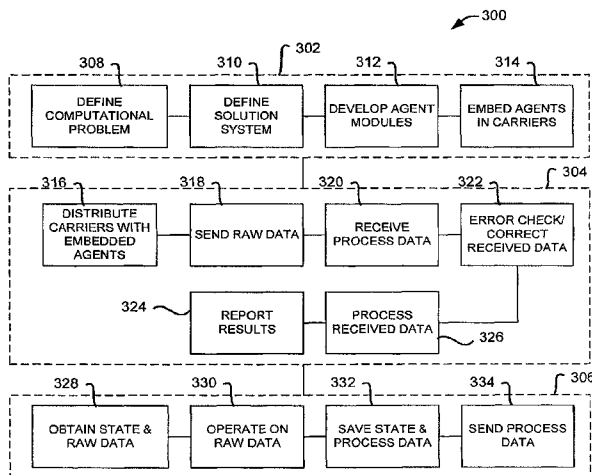 300
302
308
310
312
314
DEFINE
COMPUTATIONAL
PROBLEM
DEFINE
SOLUTION
SYSTEM
DEVELOP AGENT
MODULES
EMBED AGENTS
IN CARRIERS
304
316
318
320
322
DISTRIBUTE
CARRIERS WITH
EMBEDDED
AGENTS
SEND RAW DATA
RECEIVE
PROCESS DATA
ERROR CHECK/
CORRECT
RECEIVED DATA
324
REPORT
RESULTS
PROCESS
RECEIVED DATA
326
306
328
330
332
334
OBTAIN STATE &
RAW DATA
OPERATE ON
RAW DATA
SAVE STATE &
PROCESS DATA
SEND PROCESS
DATA